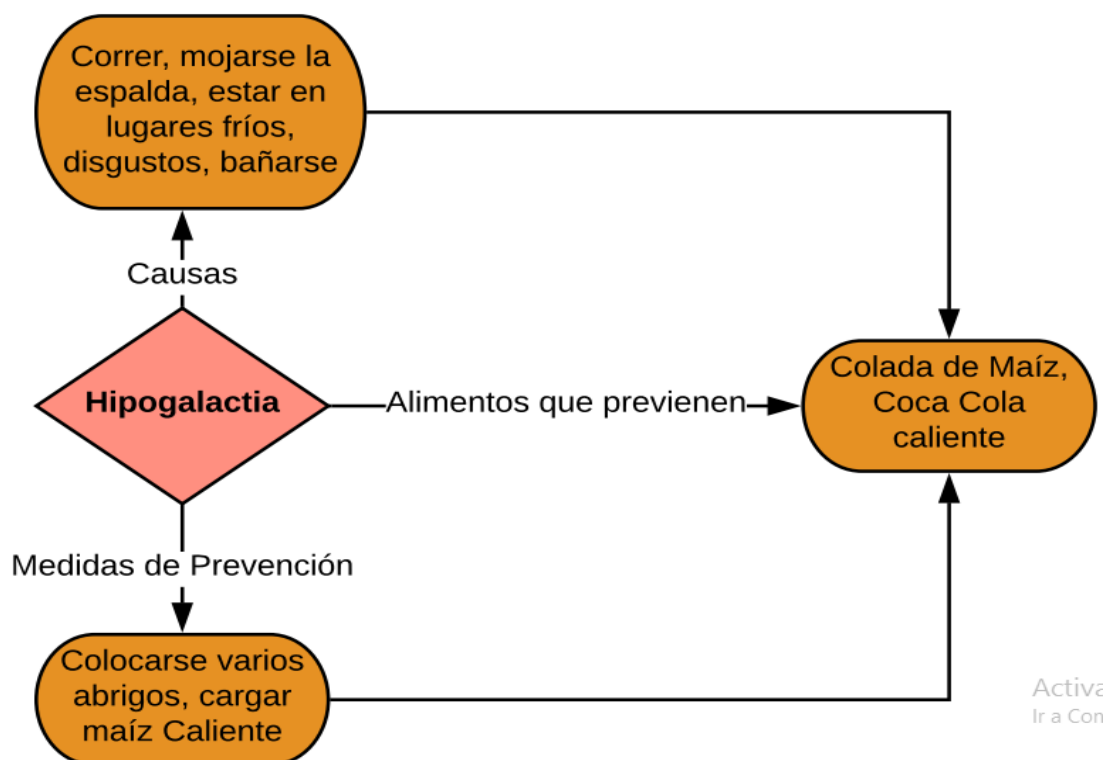 Correr, mojarse la
espalda, estar en
lugares fríos,
disgustos, bañarse
Causas
Hipogalactia
Alimentos que previenen
Colada de Maíz,
Coca Cola
caliente
Medidas de Prevención
Colocarse varios
abrigos, cargar
maíz Caliente
Ir a